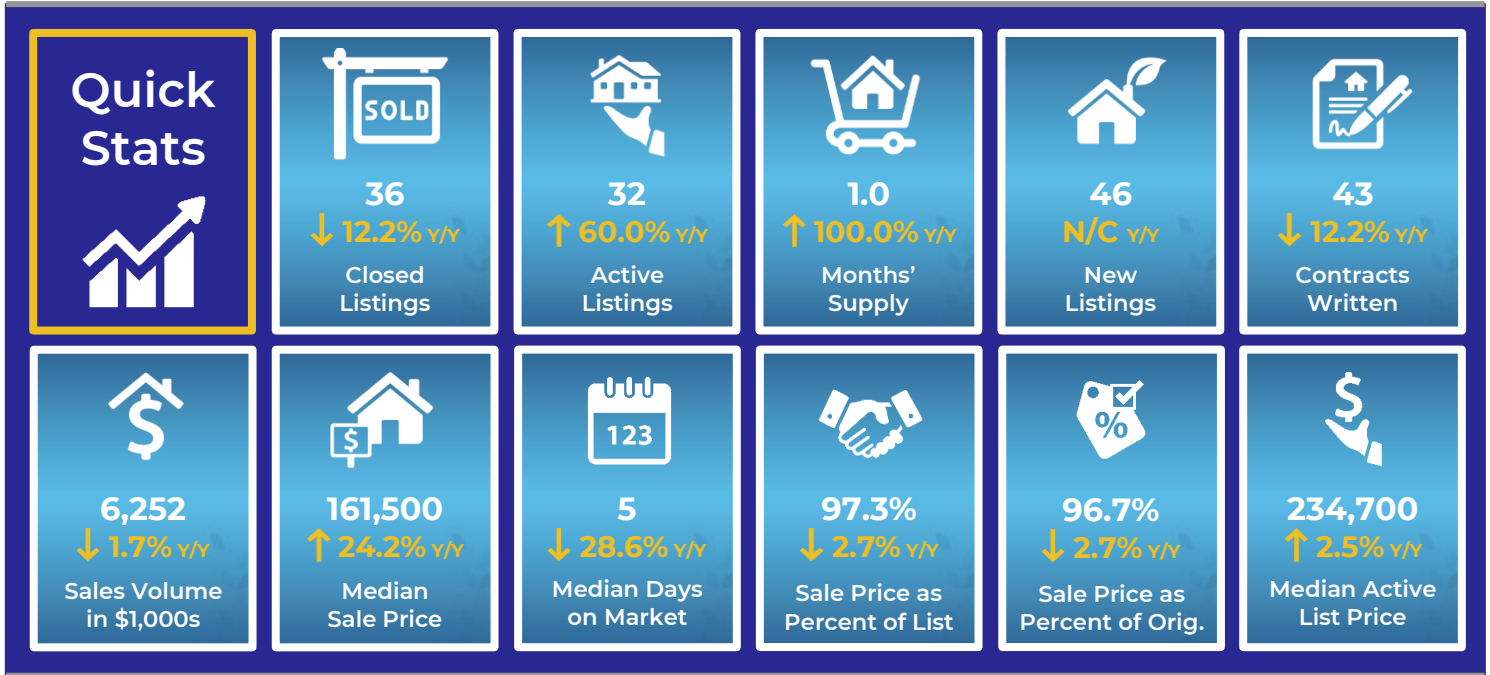 Quick
Stats
SOLD
36
↓ 12.2% Y/Y
Closed
Listings
32
↑ 60.0% Y/Y
Active
Listings
1.0
↑ 100.0% Y/Y
Months’
Supply
46
N/C Y/Y
New
Listings
43
↓ 12.2% Y/Y
Contracts
Written
$
6,252
↓ 1.7% Y/Y
Sales Volume
in $1,000s
$
161,500
↑ 24.2% Y/Y
Median
Sale Price
123
5
↓ 28.6% Y/Y
Median Days
on Market
97.3%
↓ 2.7% Y/Y
Sale Price as
Percent of List
%
96.7%
↓ 2.7% Y/Y
Sale Price as
Percent of Orig.
$
234,700
↑ 2.5% Y/Y
Median Active
List Price